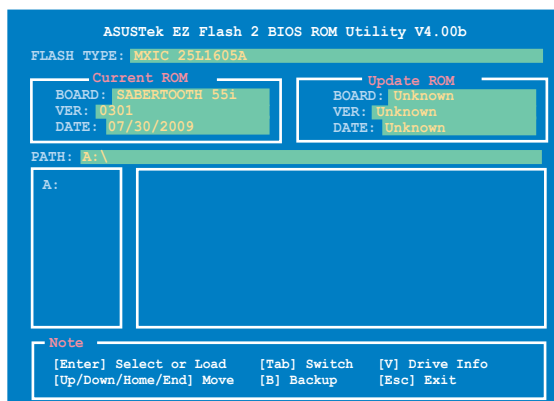 ASUSTek EZ Flash 2 BIOS ROM Utility V4.00b
FLASH TYPE: MXIC 25L1605A
Current ROM
BOARD: SABERTOOTH 55i
VER: 0301
DATE: 07/30/2009
Update ROM
BOARD: Unknown
VER: Unknown
DATE: Unknown
PATH: A:\
A:
Note
[Enter] Select or Load [Tab] Switch [V] Drive Info
[Up/Down/Home/End] Move [B] Backup [Esc] Exit